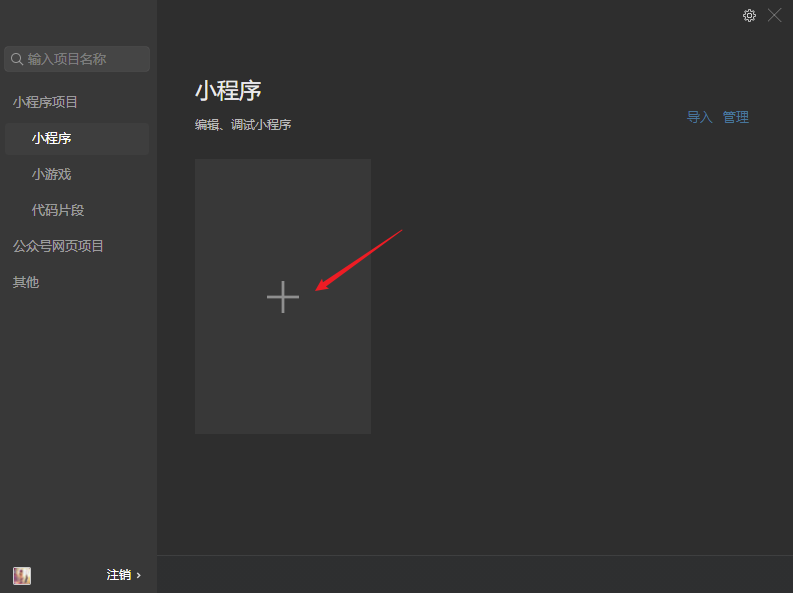 输入项目名称
小程序项目
小程序
小游戏
代码片段
公众号网页项目
其他
注销 ›
小程序
编辑、调试小程序
导入 管理